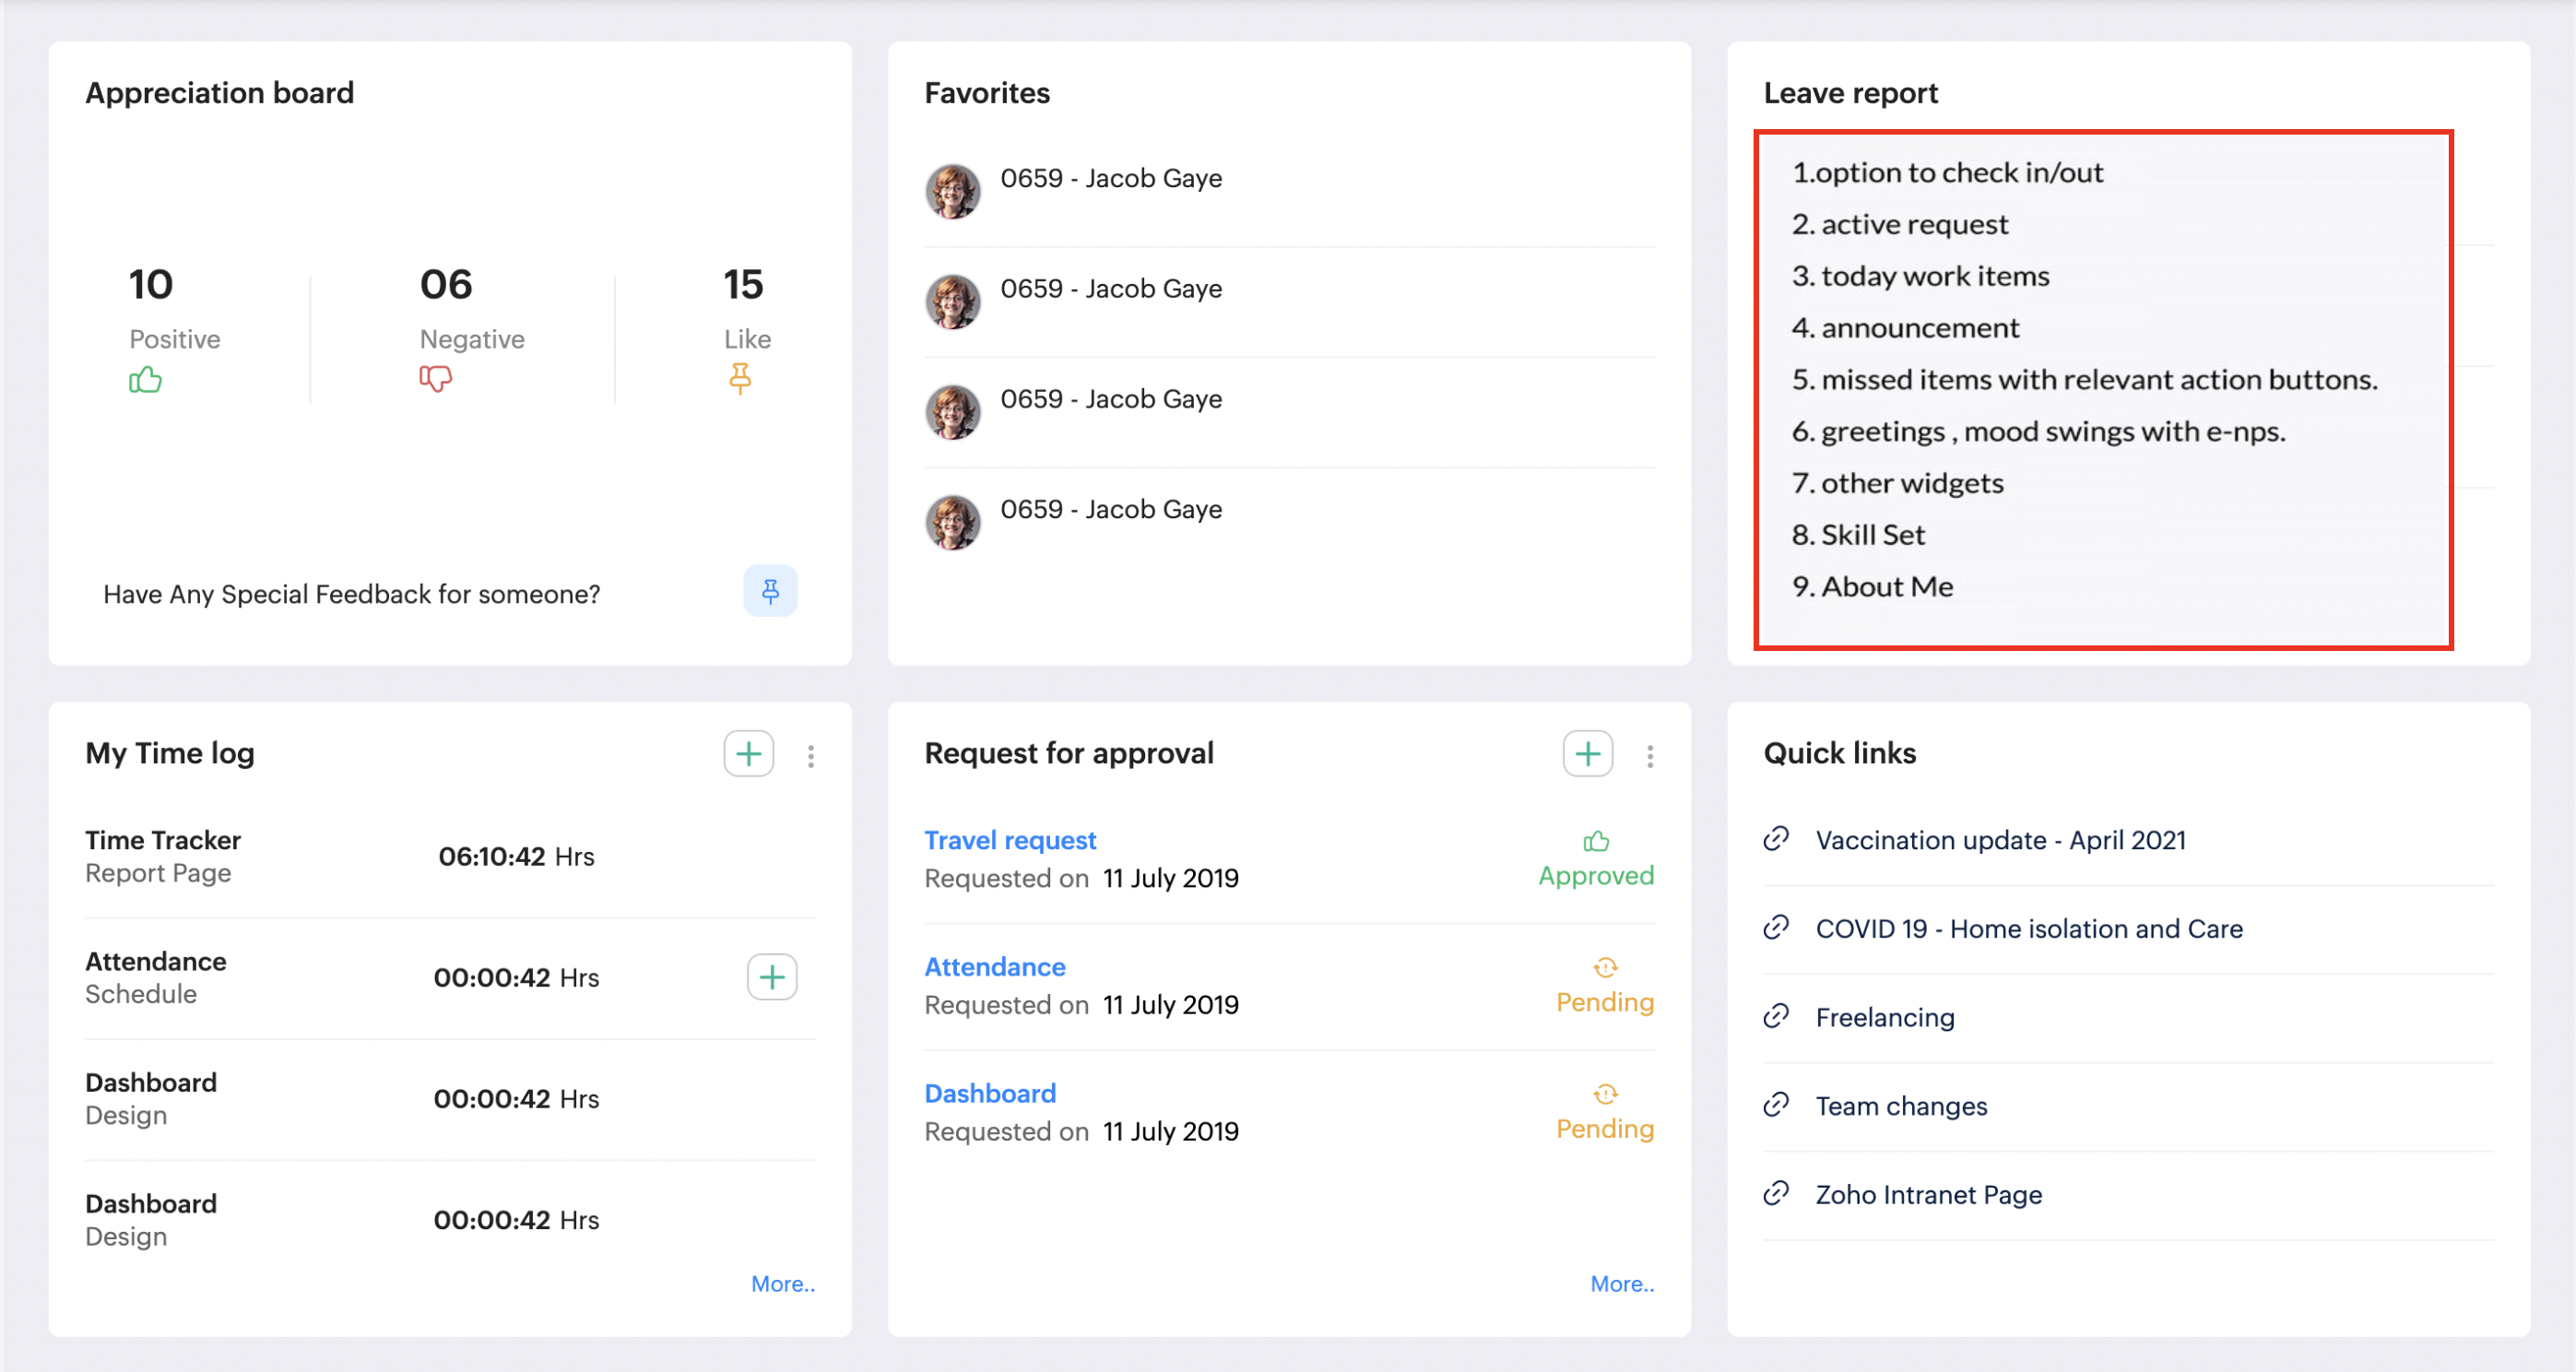 Appreciation board
10
Positive
06
Negative
15
Like
Have Any Special Feedback for someone?
Favorites
0659 - Jacob Gaye
0659 - Jacob Gaye
0659 - Jacob Gaye
0659 - Jacob Gaye
Leave report
1.option to check in/out
2. active request
3. today work items
4. announcement
5. missed items with relevant action buttons.
6. greetings , mood swings with e-nps.
7. other widgets
8. Skill Set
9. About Me
My Time log
Time Tracker
Report Page
06:10:42 Hrs
Attendance
Schedule
00:00:42 Hrs
Dashboard
Design
00:00:42 Hrs
Dashboard
Design
00:00:42 Hrs
More..
Request for approval
Travel request
Requested on 11 July 2019
Approved
Attendance
Requested on 11 July 2019
Pending
Dashboard
Requested on 11 July 2019
Pending
More..
Quick links
Vaccination update - April 2021
COVID 19 - Home isolation and Care
Freelancing
Team changes
Zoho Intranet Page